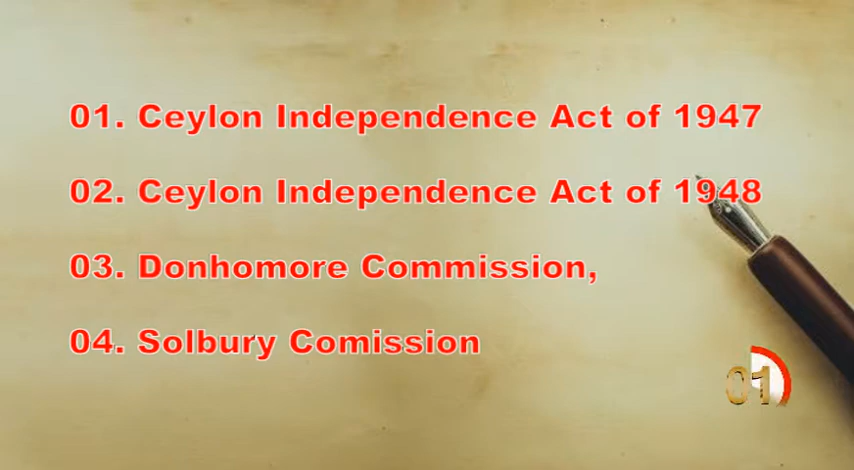 01. Ceylon Independence Act of 1947
02. Ceylon Independence Act of 1948
03. Donhomore Commission,
04. Solbury Comission
01